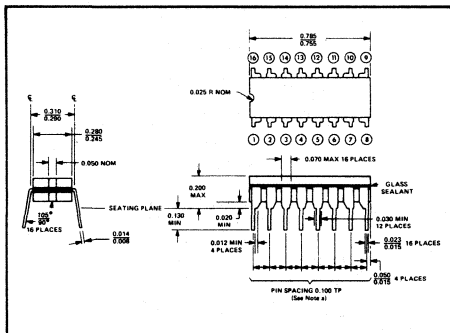 0.785
0.755
16 15 14 13 12 11 10 9
0.025 R NOM
1 2 3 4 5 6 7 8
℄ ℄
0.310
0.290
0.280
0.245
0.050 NOM
105°
90°
16 PLACES
0.014
0.008
0.200
MAX
SEATING PLANE
0.130
MIN
0.020
MIN
0.070 MAX 16 PLACES
GLASS
SEALANT
0.030 MIN
12 PLACES
0.012 MIN
4 PLACES
0.023
0.015
16 PLACES
0.050
0.015
4 PLACES
PIN SPACING 0.100 TP
(See Note a)